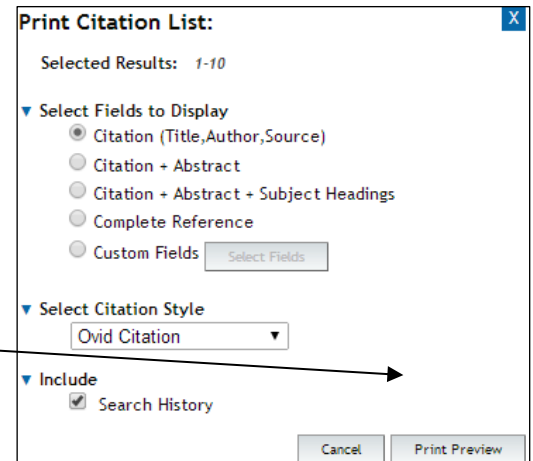 Print Citation List:
X
Selected Results: 1-10
Select Fields to Display
Citation (Title,Author,Source)
Citation + Abstract
Citation + Abstract + Subject Headings
Complete Reference
Custom Fields Select Fields
Select Citation Style
Ovid Citation
Include
Search History
Cancel Print Preview